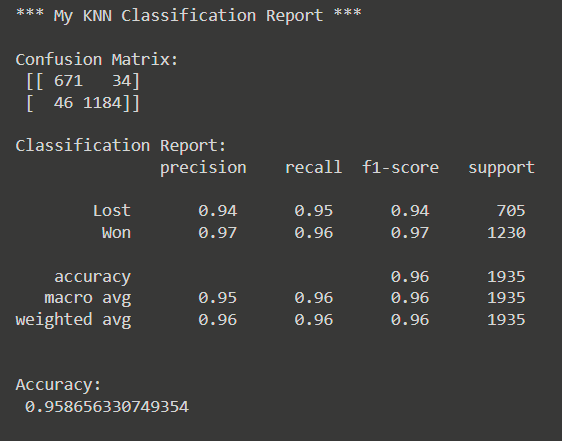 *** My KNN Classification Report ***
Confusion Matrix:
[[ 671   34]
[  46 1184]]
Classification Report:
precision    recall  f1-score   support
Lost       0.94      0.95      0.94       705
Won       0.97      0.96      0.97      1230
accuracy                           0.96      1935
macro avg       0.95      0.96      0.96      1935
weighted avg       0.96      0.96      0.96      1935
Accuracy:
0.958656330749354